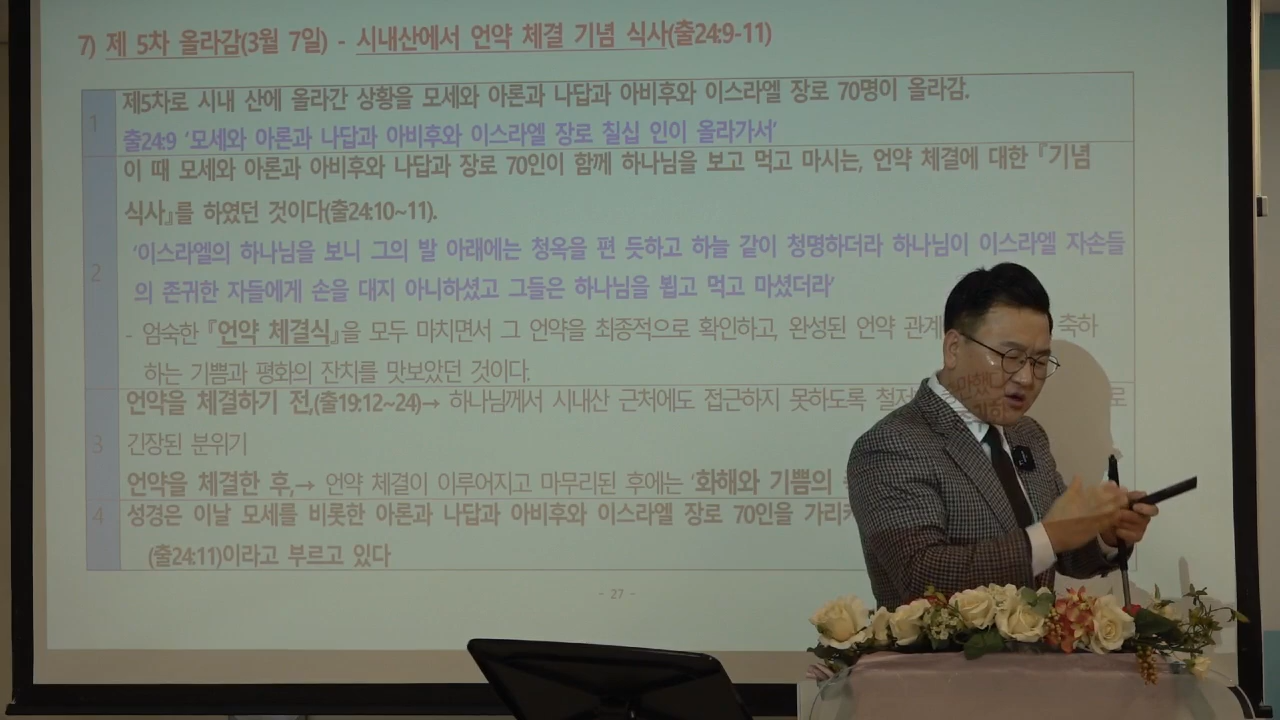 7) 제 5차 올라감(3월 7일) - 시내산에서 언약 체결 기념 식사(출24:9-11)
1
제5차로 시내 산에 올라간 상황을 모세와 아론과 나답과 아비후와 이스라엘 장로 70명이 올라감.
출24:9 '모세와 아론과 나답과 아비후와 이스라엘 장로 칠십 인이 올라가서'
이 때 모세와 아론과 아비후와 나답과 장로 70인이 함께 하나님을 보고 먹고 마시는, 언약 체결에 대한 『기념
식사』를 하였던 것이다(출24:10~11).
2
'이스라엘의 하나님을 보니 그의 발 아래에는 청옥을 편 듯하고 하늘 같이 청명하더라 하나님이 이스라엘 자손들
의 존귀한 자들에게 손을 대지 아니하셨고 그들은 하나님을 뵙고 먹고 마셨더라'
- 엄숙한 『언약 체결식』을 모두 마치면서 그 언약을 최종적으로 확인하고, 완성된 언약 관계 축하
하는 기쁨과 평화의 잔치를 맛보았던 것이다.
언약을 체결하기 전,(출19:12~24)→ 하나님께서 시내산 근처에도 접근하지 못하도록 로
3
긴장된 분위기
언약을 체결한 후,→ 언약 체결이 이루어지고 마무리된 후에는 '화해와 기쁨의
4
성경은 이날 모세를 비롯한 아론과 나답과 아비후와 이스라엘 장로 70인을
(출24:11)이라고 부르고 있다
- 27 -